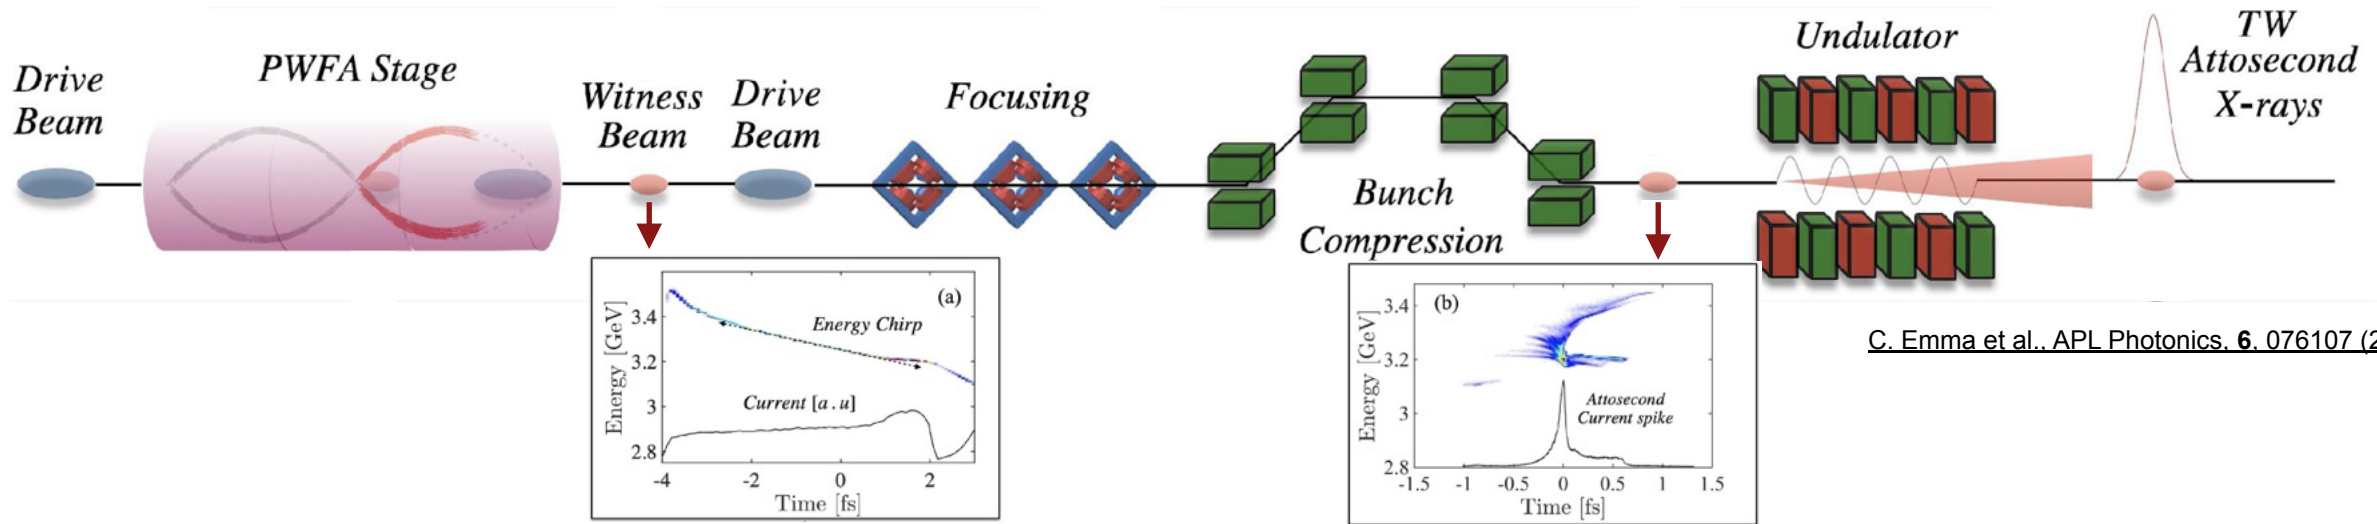 Drive
Beam
PWFA Stage
Witness
Beam
Drive
Beam
Focusing
Bunch
Compression
Undulator
TW
Attosecond
X-rays
(a)
Energy Chirp
Current [a.u]
Energy [GeV]
3.4
3.2
3
2.8
-4
-2
0
2
Time [fs]
(b)
Attosecond
Current spike
Energy [GeV]
3.4
3.2
3
2.8
-1.5
-1
-0.5
0
0.5
1
1.5
Time [fs]
C. Emma et al., APL Photonics, 6, 076107 (2